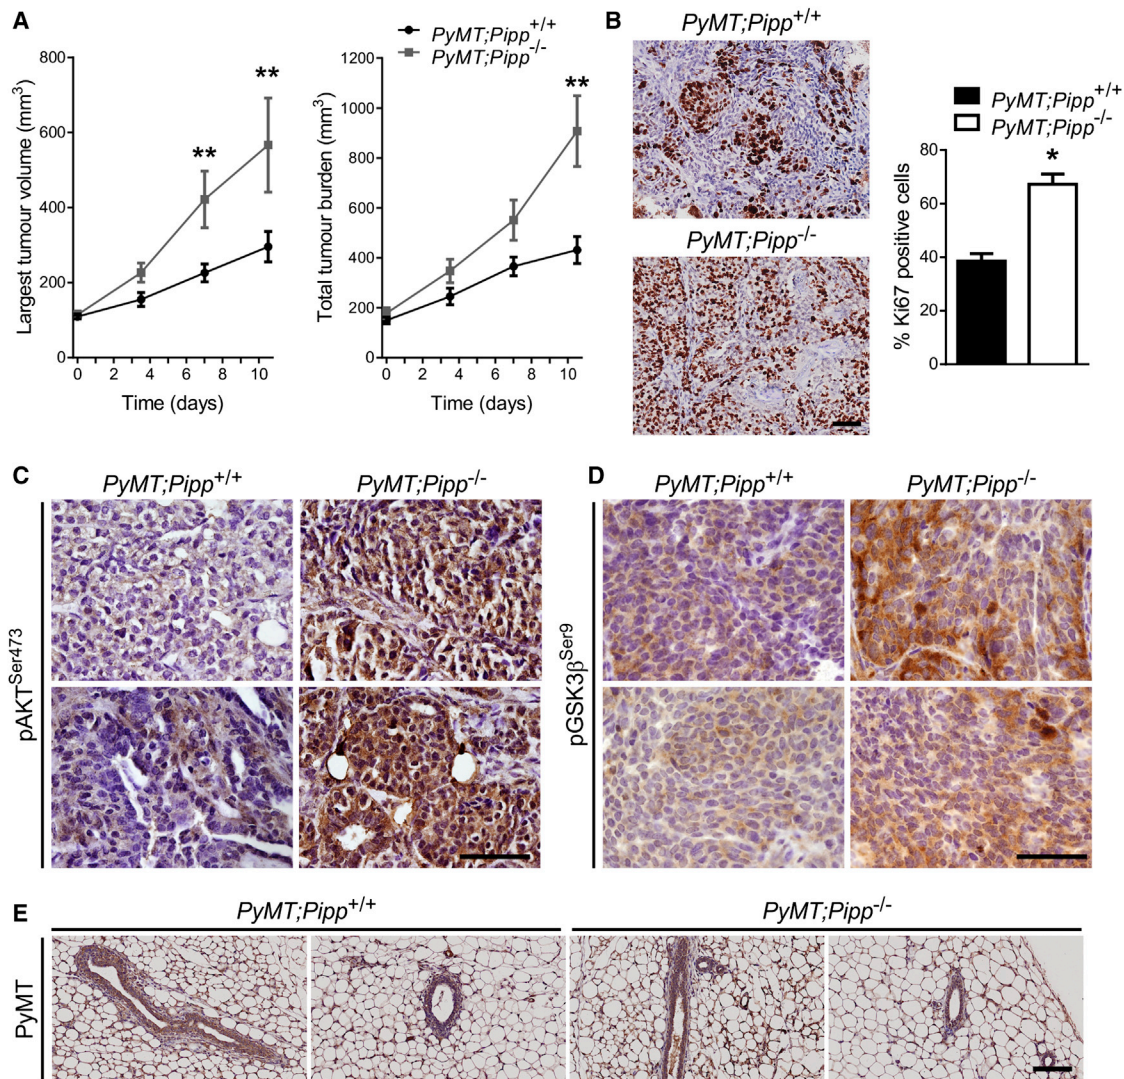 A
PyMT;Pipp+/+
PyMT;Pipp-/-
Largest tumour volume (mm3)
800
600
400
200
0
**
**
0 2 4 6 8 10
Time (days)
Total tumour burden (mm3)
1200
1000
800
600
400
200
0
**
0 2 4 6 8 10
Time (days)
B
PyMT;Pipp+/+
PyMT;Pipp-/-
PyMT;Pipp+/+
PyMT;Pipp-/-
% Ki67 positive cells
80
60
40
20
0
*
C
PyMT;Pipp+/+ PyMT;Pipp-/-
pAKTSer473
D
PyMT;Pipp+/+ PyMT;Pipp-/-
pGSK3βSer9
E
PyMT;Pipp+/+ PyMT;Pipp-/-
PyMT